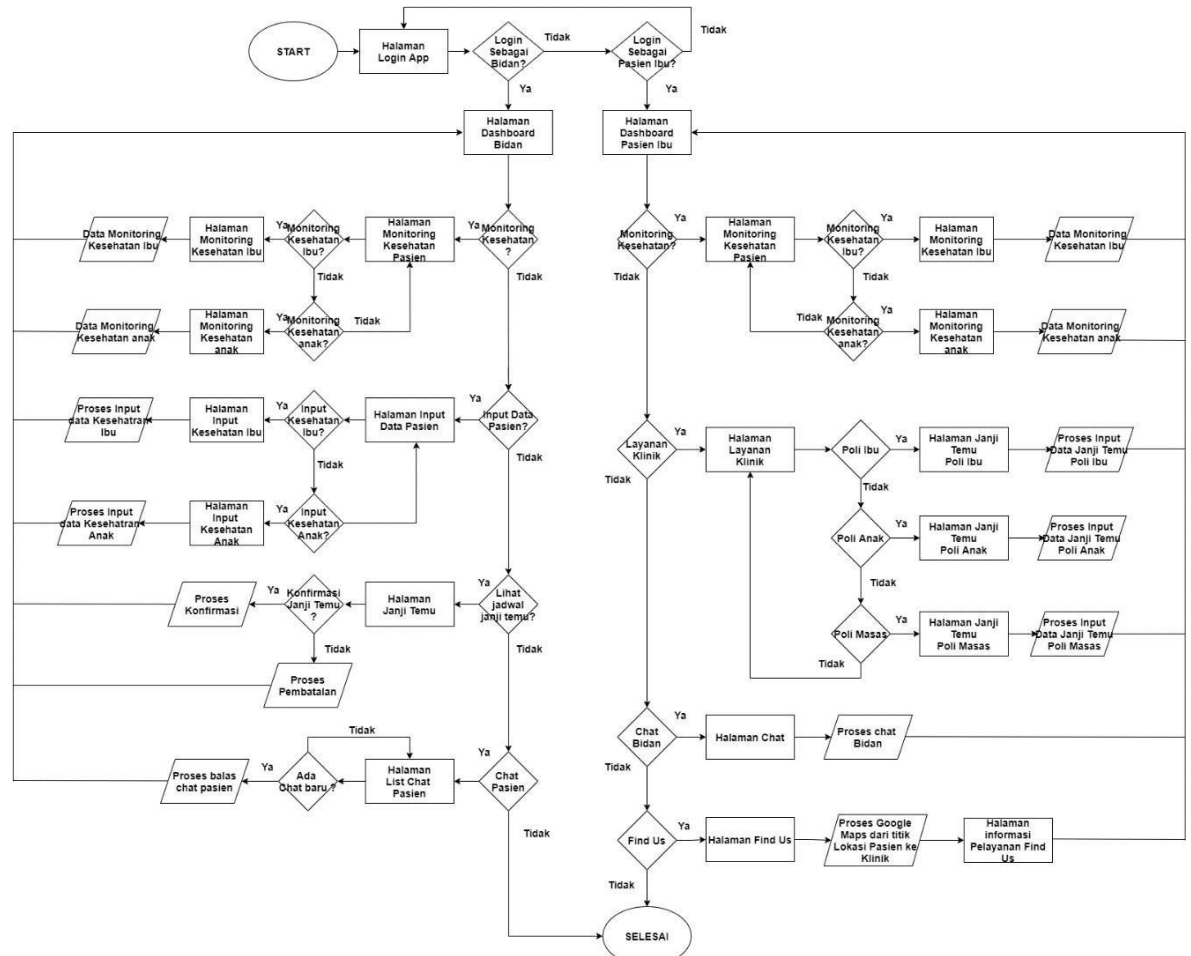 START
Halaman
Login App
Login
Sebagai
Bidan?
Tidak
Login
Sebagai
Pasien Ibu?
Tidak
Ya
Ya
Halaman
Dashboard
Bidan
Halaman
Dashboard
Pasien Ibu
Data Monitoring
Kesehatan Ibu
Halaman
Monitoring
Kesehatan Ibu
Ya
Monitoring
Kesehatan
Ibu?
Tidak
Halaman
Monitoring
Kesehatan
Pasien
Ya
Monitoring
Kesehatan
?
Tidak
Data Monitoring
Kesehatan anak
Halaman
Monitoring
Kesehatan
anak
Ya
Monitoring
Kesehatan
anak?
Tidak
Proses Input
data Kesehatran
Ibu
Halaman
Input
Kesehatan Ibu
Ya
Input
Kesehatan
Ibu?
Tidak
Halaman Input
Data Pasien
Ya
Input Data
Pasien?
Tidak
Proses Input
data Kesehatran
Anak
Halaman
Input
Kesehatan
Anak
Ya
Input
Kesehatan
Anak?
Proses
Konfirmasi
Ya
Konfirmasi
Janji Temu
?
Tidak
Halaman
Janji Temu
Ya
Lihat
jadwal
janji temu?
Tidak
Proses
Pembatalan
Tidak
Proses balas
chat pasien
Ya
Ada
Chat baru ?
Halaman
List Chat
Pasien
Ya
Chat
Pasien
Tidak
Monitoring
Kesehatan?
Ya
Tidak
Halaman
Monitoring
Kesehatan
Pasien
Monitoring
Kesehatan
Ibu?
Ya
Tidak
Halaman
Monitoring
Kesehatan Ibu
Data Monitoring
Kesehatan Ibu
Tidak
Monitoring
Kesehatan
anak?
Ya
Halaman
Monitoring
Kesehatan
anak
Data Monitoring
Kesehatan anak
Layanan
Klinik
Ya
Tidak
Halaman
Layanan
Klinik
Poli Ibu
Ya
Tidak
Halaman Janji
Temu
Poli Ibu
Proses Input
Data Janji Temu
Poli Ibu
Poli Anak
Ya
Tidak
Halaman Janji
Temu
Poli Anak
Proses Input
Data Janji Temu
Poli Anak
Poli Masas
Ya
Tidak
Halaman Janji
Temu
Poli Masas
Proses Input
Data Janji Temu
Poli Masas
Chat
Bidan
Ya
Tidak
Halaman Chat
Proses chat
Bidan
Find Us
Ya
Tidak
Halaman Find Us
Proses Google
Maps dari titik
Lokasi Pasien ke
Klinik
Halaman
informasi
Pelayanan Find
Us
SELESAI